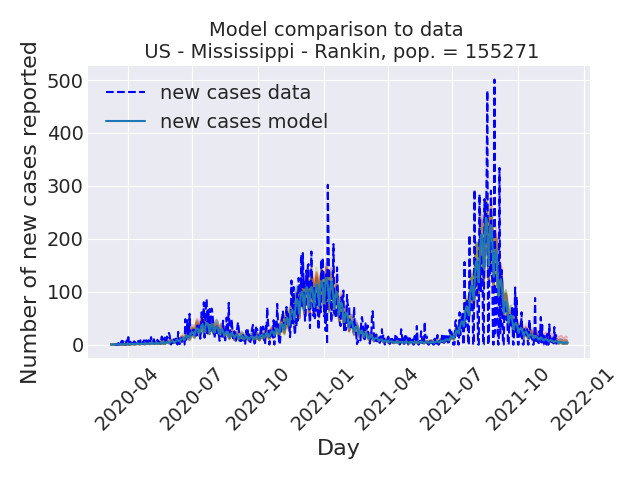 Model comparison to data
US - Mississippi - Rankin, pop. = 155271
Number of new cases reported
500
400
300
200
100
0
new cases data
new cases model
2020-04
2020-07
2020-10
2021-01
2021-04
2021-07
2021-10
2022-01
Day